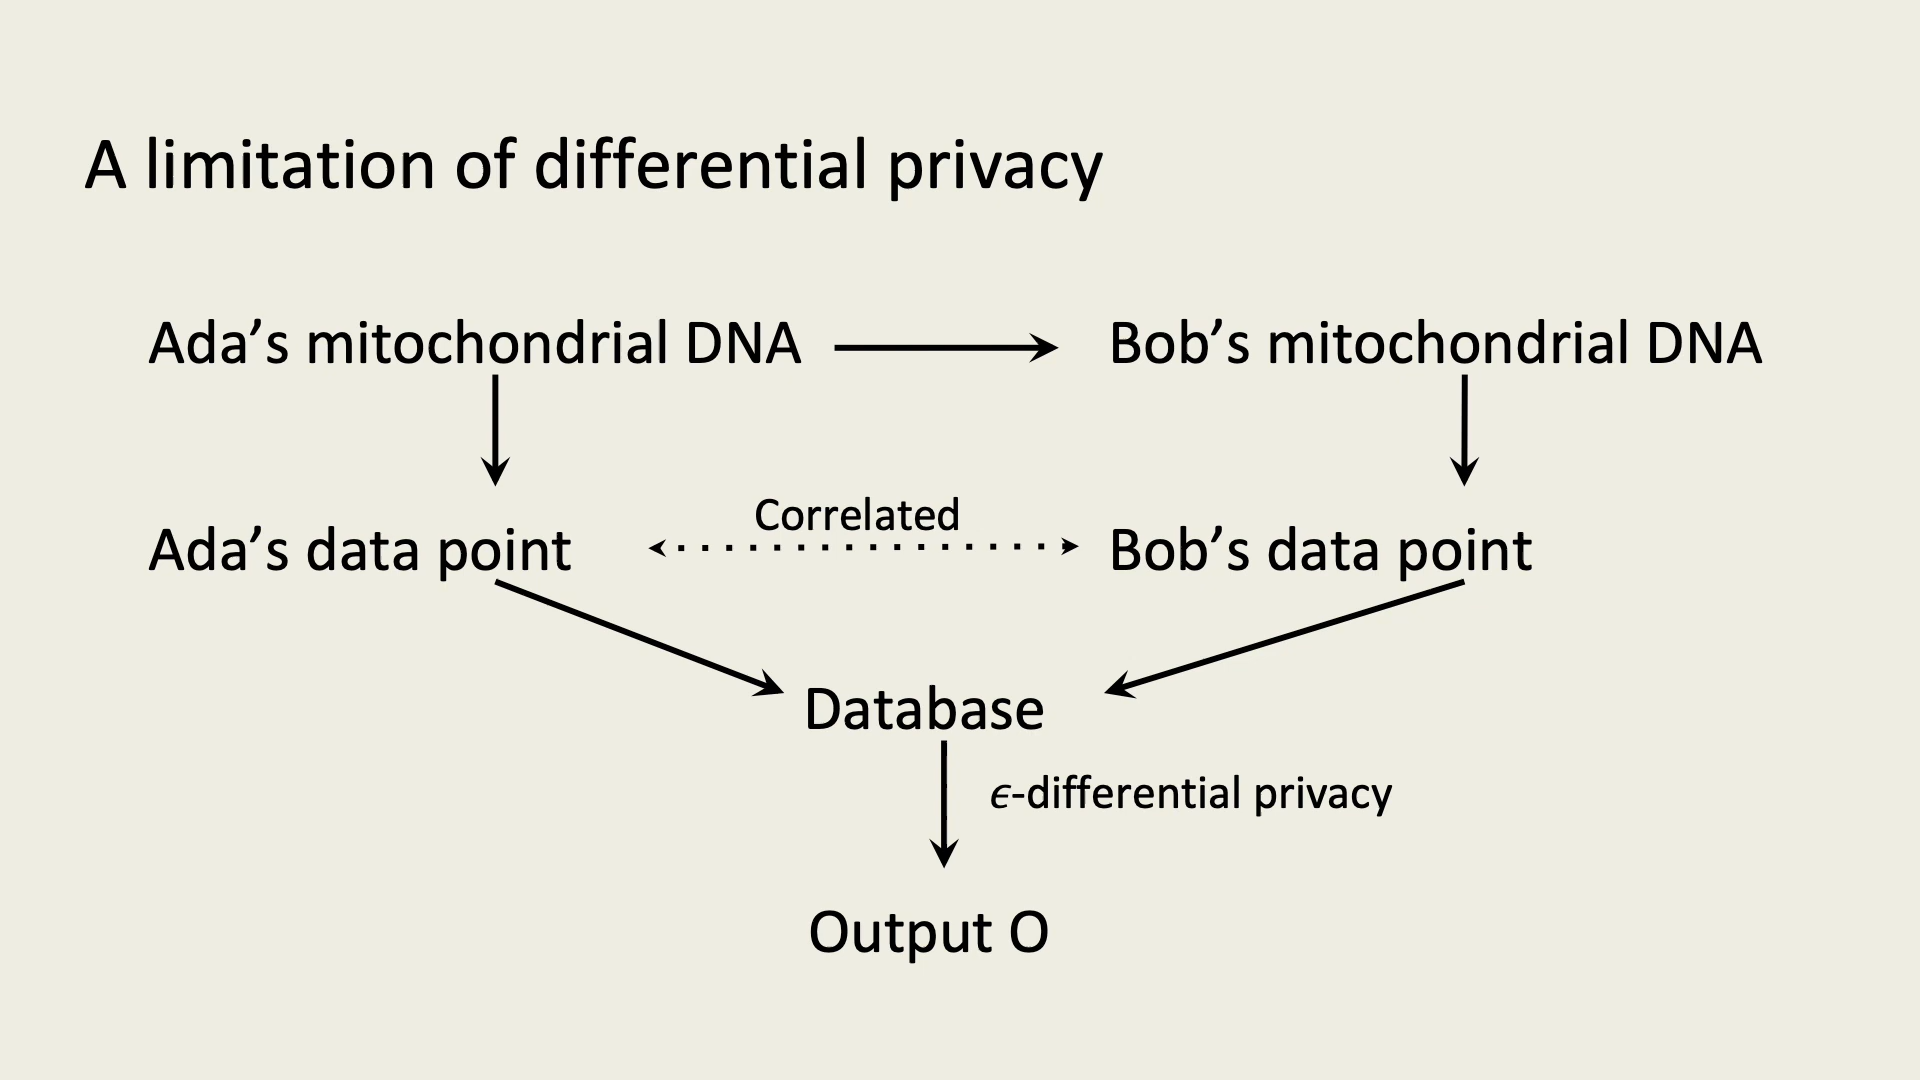 A limitation of differential privacy
Ada’s mitochondrial DNA
Bob’s mitochondrial DNA
Correlated
Ada’s data point
Bob’s data point
Database
ϵ-differential privacy
Output O